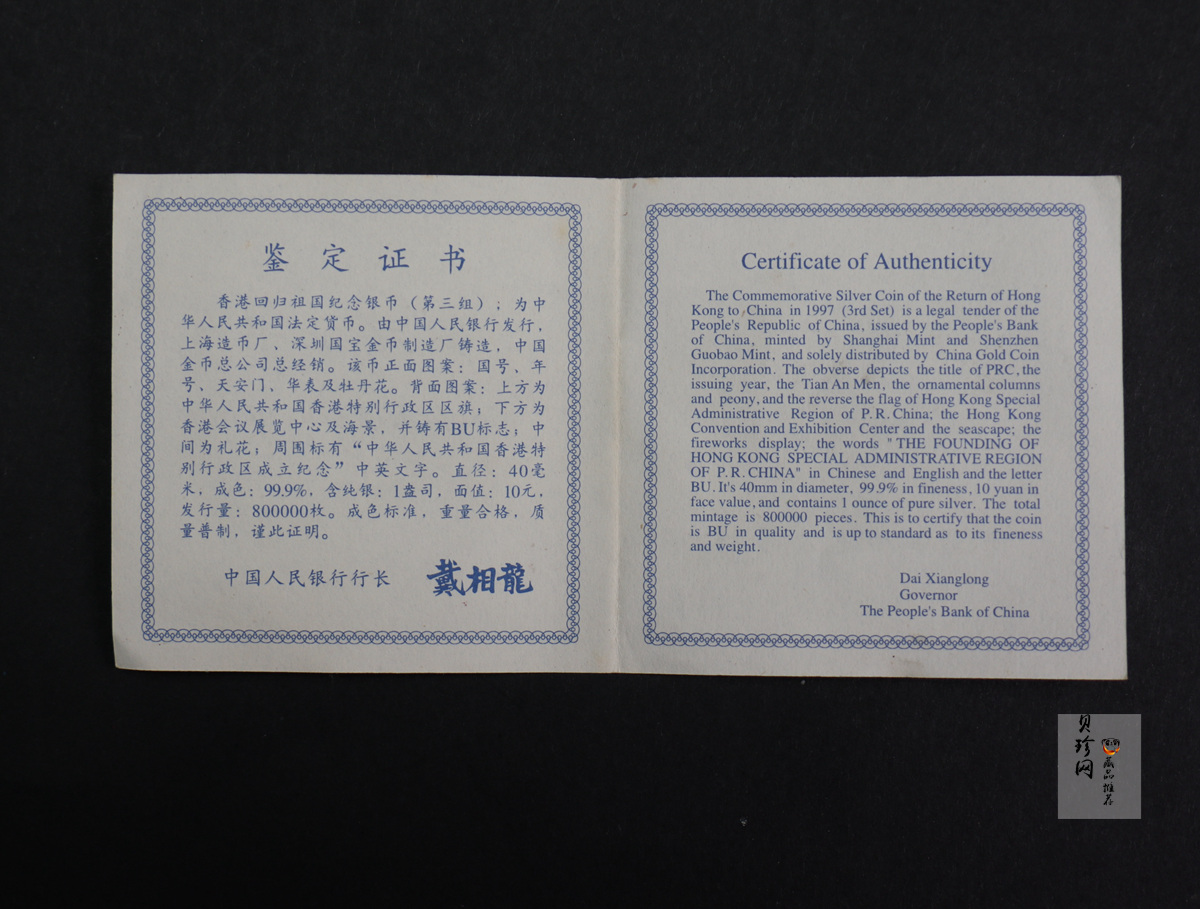 鉴定证书
香港回归祖国纪念银币（第三组）；为中
华人民共和国法定货币。由中国人民银行发行，
上海造币厂、深圳国宝金币制造厂铸造，中国
金币总公司总经销。该币正面图案：国号、年
号、天安门、华表及牡丹花。背面图案：上方为
中华人民共和国香港特别行政区区旗；下方为
香港会议展览中心及海景，并铸有BU标志；中
间为礼花；周围标有“中华人民共和国香港特
别行政区成立纪念”中英文字。直径：40毫
米，成色：99.9%，含纯银：1盎司，面值：10元，
发行量：800000枚。成色标准，重量合格，质
量普制，谨此证明。
中国人民银行行长 戴相龍
Certificate of Authenticity
The Commemorative Silver Coin of the Return of Hong
Kong to China in 1997 (3rd Set) is a legal tender of the
People's Republic of China, issued by the People's Bank
of China, minted by Shanghai Mint and Shenzhen
Guobao Mint, and solely distributed by China Gold Coin
Incorporation. The obverse depicts the title of PRC, the
issuing year, the Tian An Men, the ornamental columns
and peony, and the reverse the flag of Hong Kong Special
Administrative Region of P.R. China; the Hong Kong
Convention and Exhibition Center and the seascape; the
fireworks display; the words "THE FOUNDING OF
HONG KONG SPECIAL ADMINISTRATIVE REGION
OF P.R. CHINA" in Chinese and English and the letter
BU. It's 40mm in diameter, 99.9% in fineness, 10 yuan in
face value, and contains 1 ounce of pure silver. The total
mintage is 800000 pieces. This is to certify that the coin
is BU in quality and is up to standard as to its fineness
and weight.
Dai Xianglong
Governor
The People's Bank of China
贝珍网
藏品推荐